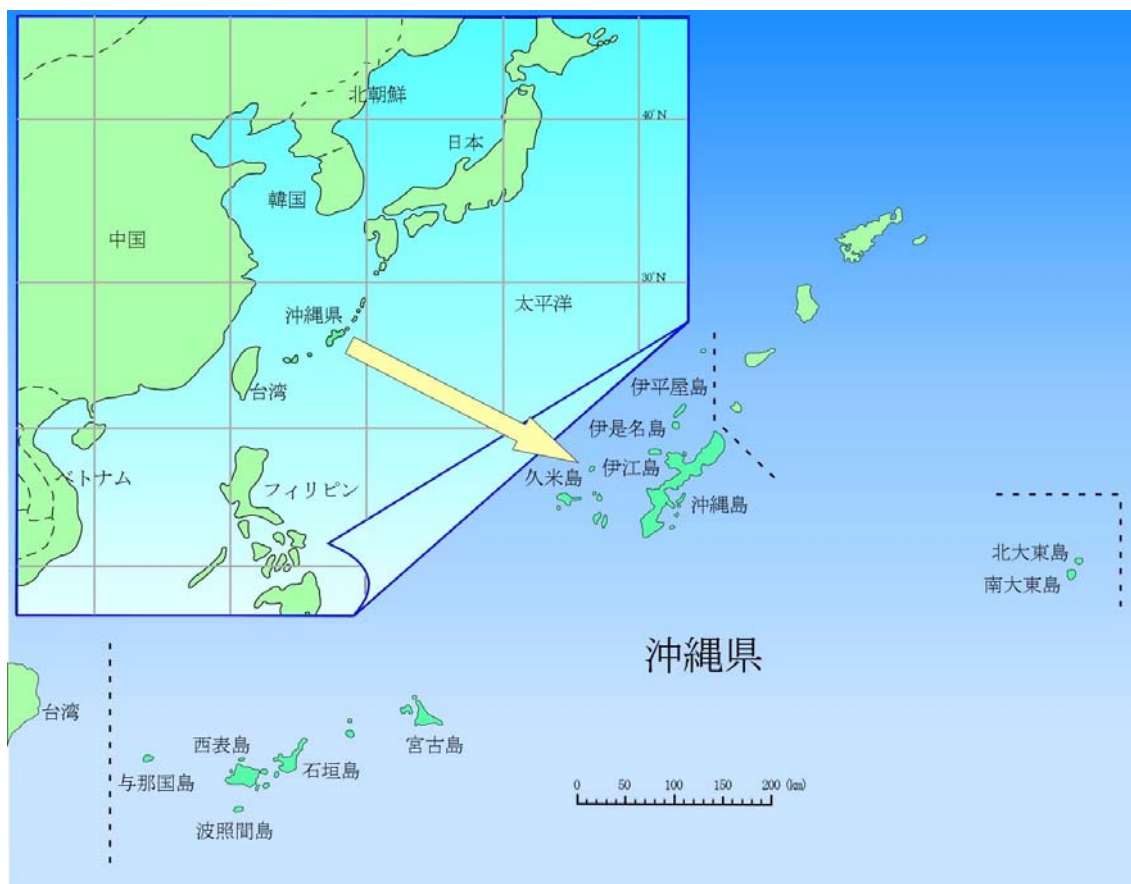 北朝鮮
40°N
日本
韓国
中国
30°N
沖縄県
太平洋
台湾
ベトナム
フィリピン
伊平屋島
伊是名島
伊江島
久米島
沖縄島
北大東島
南大東島
沖縄県
台湾
宮古島
西表島
石垣島
与那国島
波照間島
0 50 100 150 200 (km)